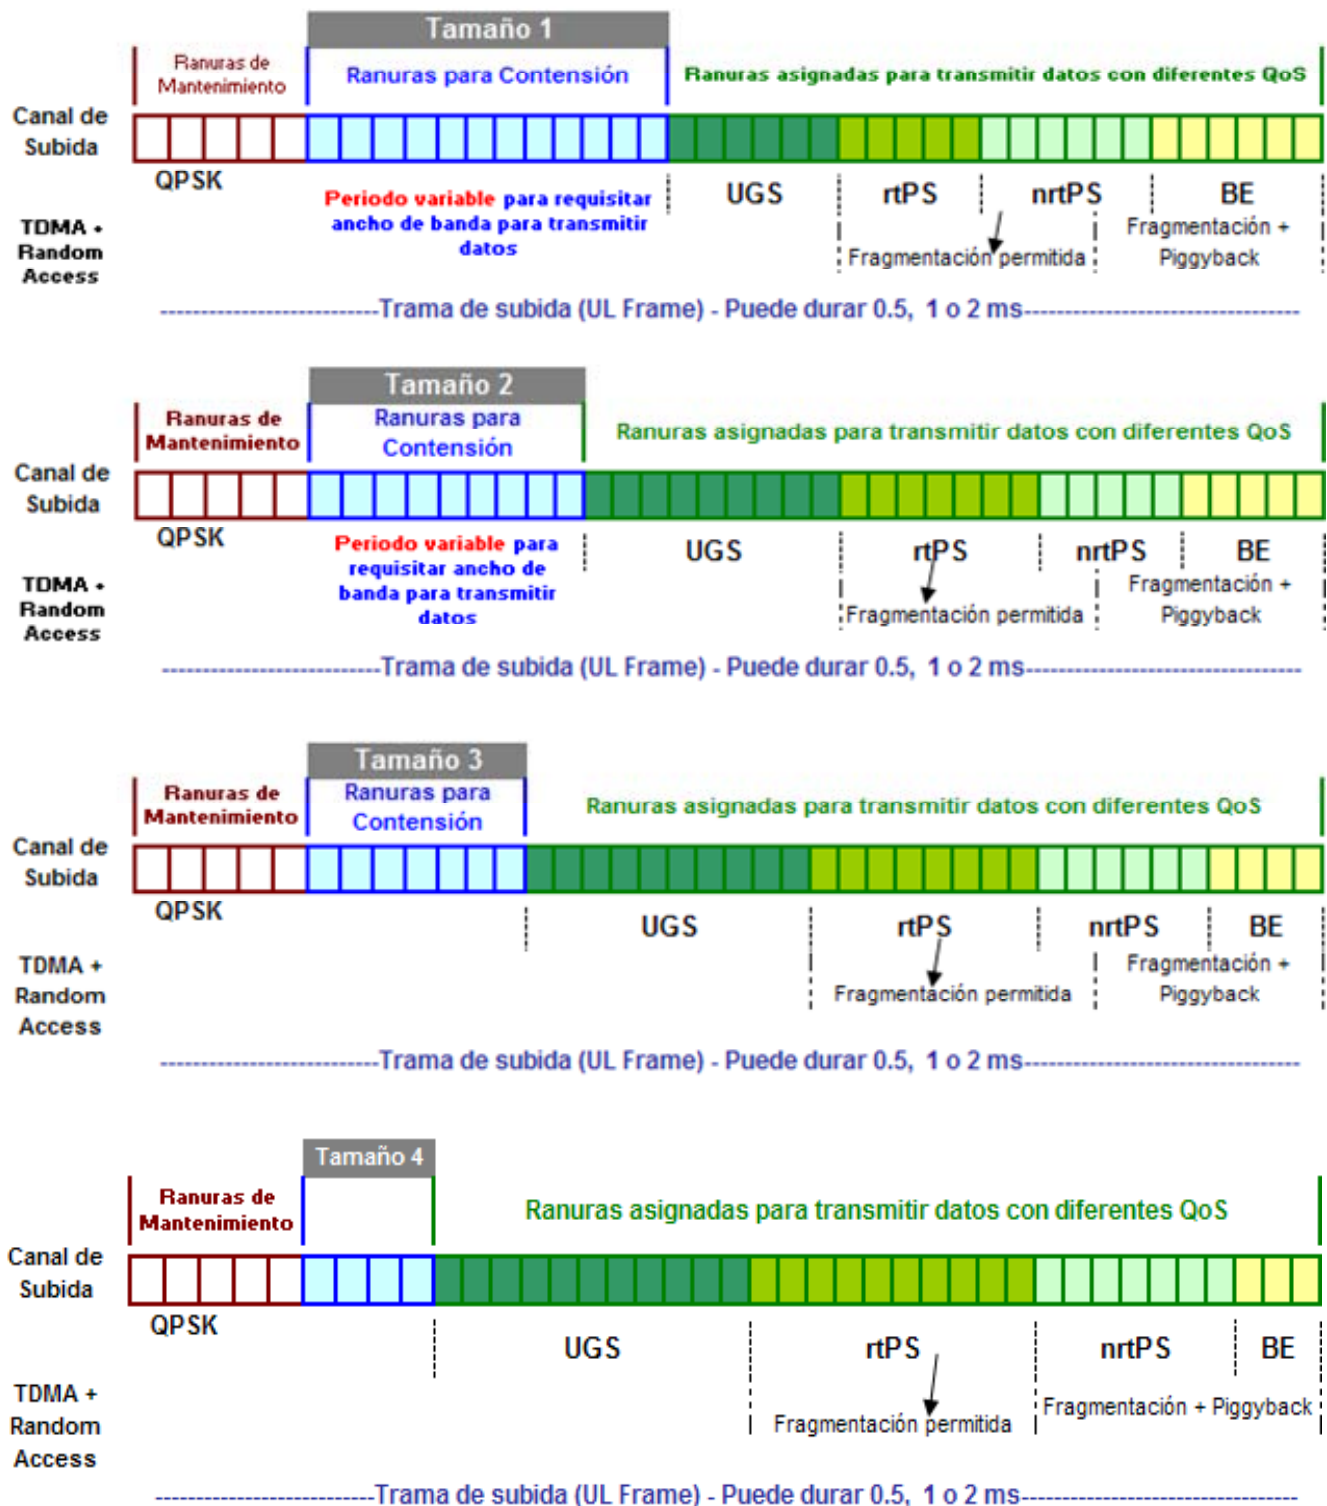 Tamaño 1
Ranuras de
Mantenimiento
Ranuras para Contensión
Ranuras asignadas para transmitir datos con diferentes QoS
Canal de
Subida
QPSK
Periodo variable para requisitar
ancho de banda para transmitir
datos
UGS
rtPS
nrtPS
BE
TDMA +
Random
Access
Fragmentación permitida
Fragmentación +
Piggyback
Trama de subida (UL Frame) - Puede durar 0.5, 1 o 2 ms
Tamaño 2
Ranuras de
Mantenimiento
Ranuras para
Contensión
Ranuras asignadas para transmitir datos con diferentes QoS
Canal de
Subida
QPSK
Periodo variable para
requisitar ancho de
banda para transmitir
datos
UGS
rtPS
nrtPS
BE
TDMA +
Random
Access
Fragmentación permitida
Fragmentación +
Piggyback
Trama de subida (UL Frame) - Puede durar 0.5, 1 o 2 ms
Tamaño 3
Ranuras de
Mantenimiento
Ranuras para
Contensión
Ranuras asignadas para transmitir datos con diferentes QoS
Canal de
Subida
QPSK
UGS
rtPS
nrtPS
BE
TDMA +
Random
Access
Fragmentación permitida
Fragmentación +
Piggyback
Trama de subida (UL Frame) - Puede durar 0.5, 1 o 2 ms
Tamaño 4
Ranuras de
Mantenimiento
Ranuras asignadas para transmitir datos con diferentes QoS
Canal de
Subida
QPSK
UGS
rtPS
nrtPS
BE
TDMA +
Random
Access
Fragmentación permitida
Fragmentación + Piggyback
Trama de subida (UL Frame) - Puede durar 0.5, 1 o 2 ms